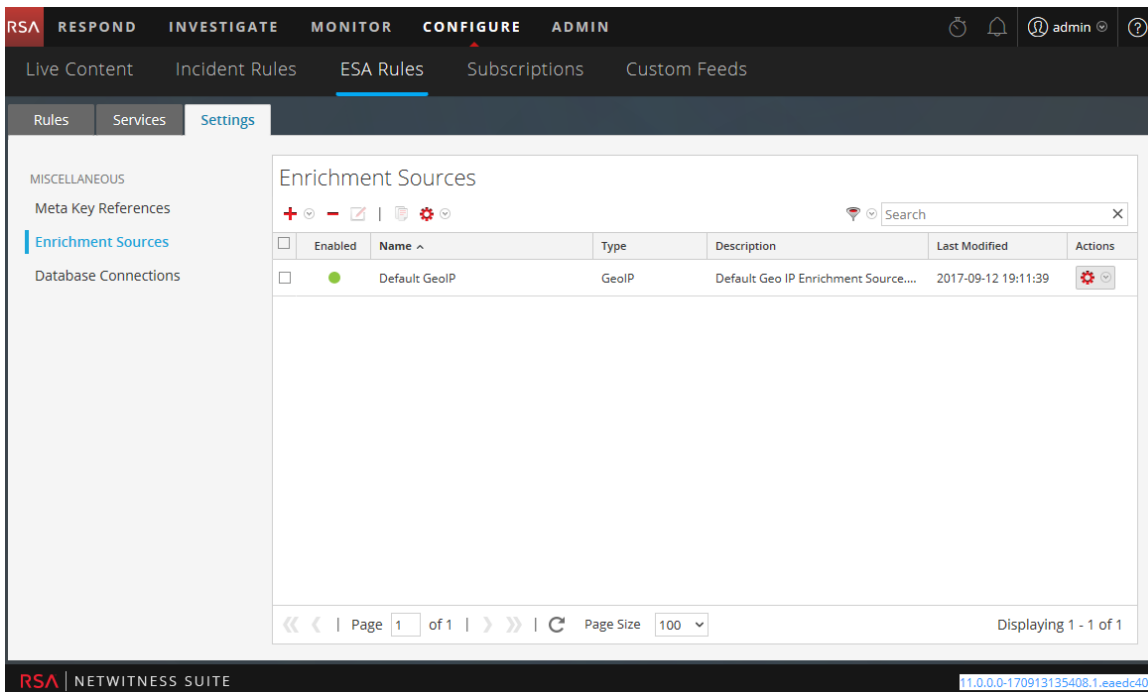 RSA RESPOND INVESTIGATE MONITOR CONFIGURE ADMIN admin
Live Content Incident Rules ESA Rules Subscriptions Custom Feeds
Rules Services Settings
MISCELLANEOUS
Meta Key References
Enrichment Sources
Database Connections
Enrichment Sources
Search
Enabled Name Type Description Last Modified Actions
Default GeoIP GeoIP Default Geo IP Enrichment Source.... 2017-09-12 19:11:39
Page 1 of 1 Page Size 100 Displaying 1 - 1 of 1
RSA NETWITNESS SUITE 11.0.0.0-170913135408.1.eaedc40